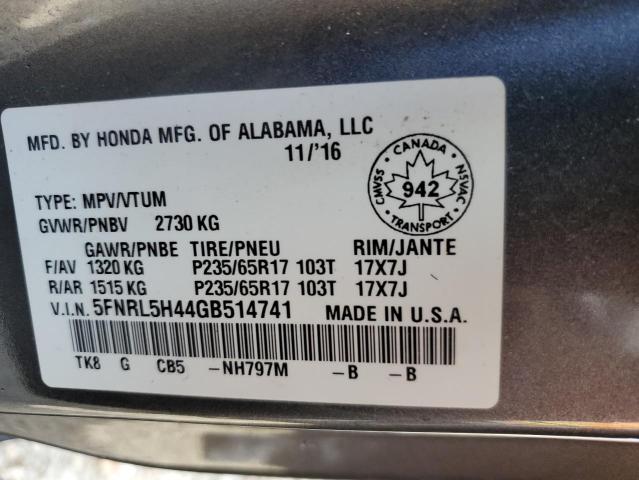 MFD. BY HONDA MFG. OF ALABAMA, LLC
11/'16
CANADA
CMVSS
942
NSVAC
TRANSPORT
TYPE: MPV/VTUM
GVWR/PNBV 2730 KG
GAWR/PNBE TIRE/PNEU RIM/JANTE
F/AV 1320 KG P235/65R17 103T 17X7J
R/AR 1515 KG P235/65R17 103T 17X7J
V.I.N. 5FNRL5H44GB514741 MADE IN U.S.A.
TK8 G CB5 -NH797M -B -B